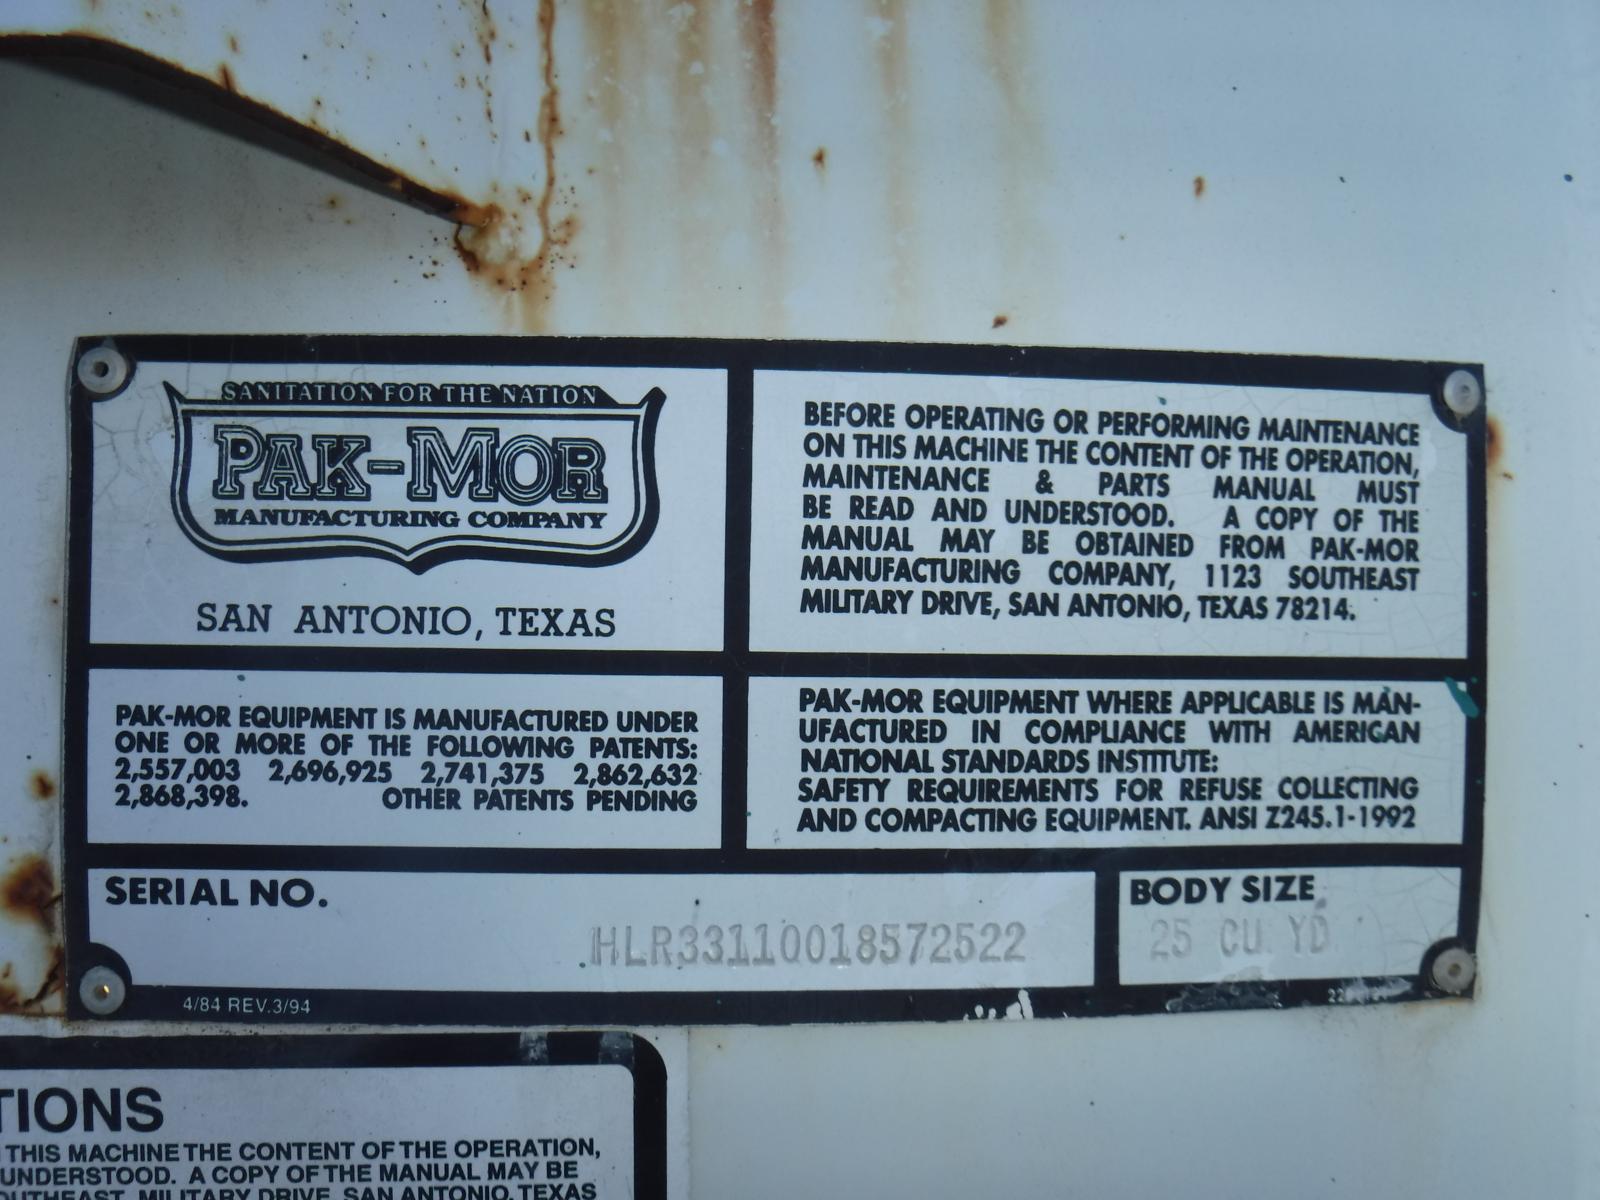 SANITATION FOR THE NATION
PAK-MOR
MANUFACTURING COMPANY
SAN ANTONIO, TEXAS
BEFORE OPERATING OR PERFORMING MAINTENANCE
ON THIS MACHINE THE CONTENT OF THE OPERATION,
MAINTENANCE & PARTS MANUAL MUST
BE READ AND UNDERSTOOD. A COPY OF THE
MANUAL MAY BE OBTAINED FROM PAK-MOR
MANUFACTURING COMPANY, 1123 SOUTHEAST
MILITARY DRIVE, SAN ANTONIO, TEXAS 78214.
PAK-MOR EQUIPMENT IS MANUFACTURED UNDER
ONE OR MORE OF THE FOLLOWING PATENTS:
2,557,003 2,696,925 2,741,375 2,862,632
2,868,398. OTHER PATENTS PENDING
PAK-MOR EQUIPMENT WHERE APPLICABLE IS MAN-
UFACTURED IN COMPLIANCE WITH AMERICAN
NATIONAL STANDARDS INSTITUTE:
SAFETY REQUIREMENTS FOR REFUSE COLLECTING
AND COMPACTING EQUIPMENT. ANSI Z245.1-1992
SERIAL NO.
HLR33110018572522
BODY SIZE
25 CU YD
4/84 REV.3/94
TIONS
THIS MACHINE THE CONTENT OF THE OPERATION,
UNDERSTOOD. A COPY OF THE MANUAL MAY BE
OUTHEAST MILITARY DRIVE, SAN ANTONIO, TEXAS